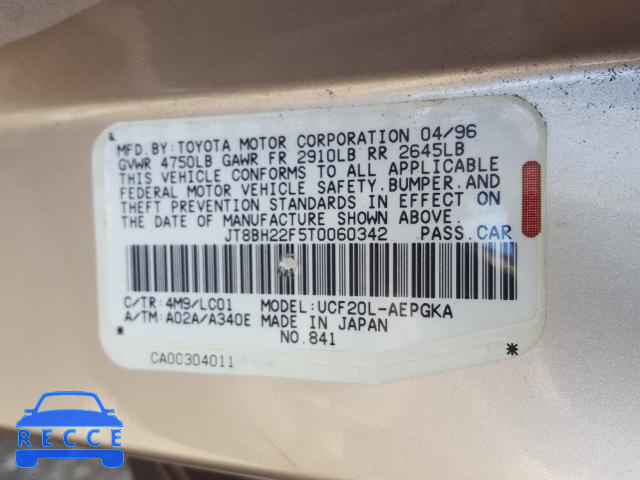 MFD.BY:TOYOTA MOTOR CORPORATION 04/96
GVWR 4750LB GAWR FR 2910LB RR 2645LB
THIS VEHICLE CONFORMS TO ALL APPLICABLE
FEDERAL MOTOR VEHICLE SAFETY.BUMPER.AND
THEFT PREVENTION STANDARDS IN EFFECT ON
THE DATE OF MANUFACTURE SHOWN ABOVE.
JT8BH22F5T0060342 PASS.CAR
C/TR:4M9/LC01 MODEL:UCF20L-AEPGKA
A/TM:A02A/A340E MADE IN JAPAN
NO.841
CA00304011 *
RECCE